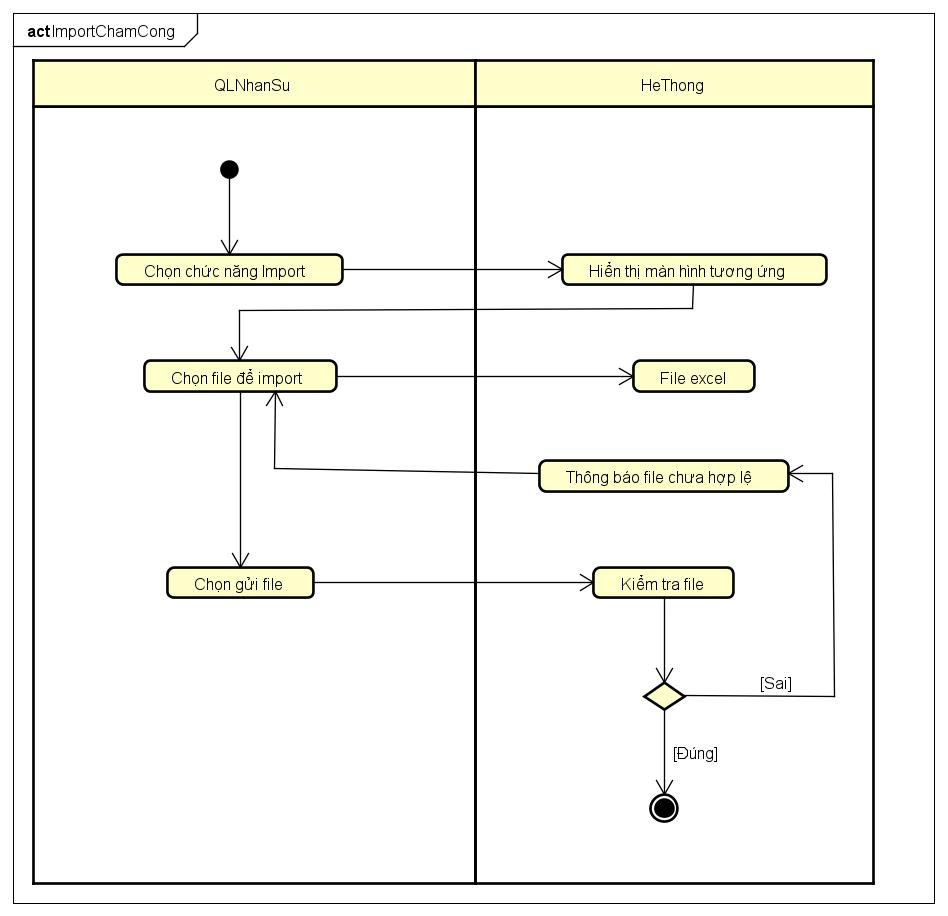 act ImportChamCong
QLNhanSu
HeThong
Chọn chức năng Import
Hiển thị màn hình tương ứng
Chọn file để import
File excel
Thông báo file chưa hợp lệ
Chọn gửi file
Kiểm tra file
[Sai]
[Đúng]